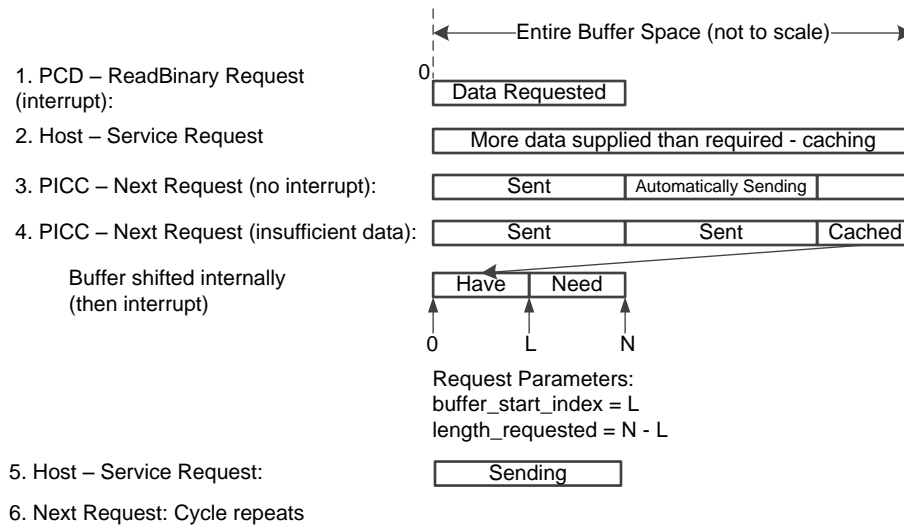 Entire Buffer Space (not to scale)
0
1. PCD – ReadBinary Request
(interrupt):
Data Requested
2. Host – Service Request
More data supplied than required - caching
3. PICC – Next Request (no interrupt):
Sent Automatically Sending
4. PICC – Next Request (insufficient data):
Sent Sent Cached
Buffer shifted internally
(then interrupt)
Have Need
0 L N
Request Parameters:
buffer_start_index = L
length_requested = N - L
5. Host – Service Request:
Sending
6. Next Request: Cycle repeats